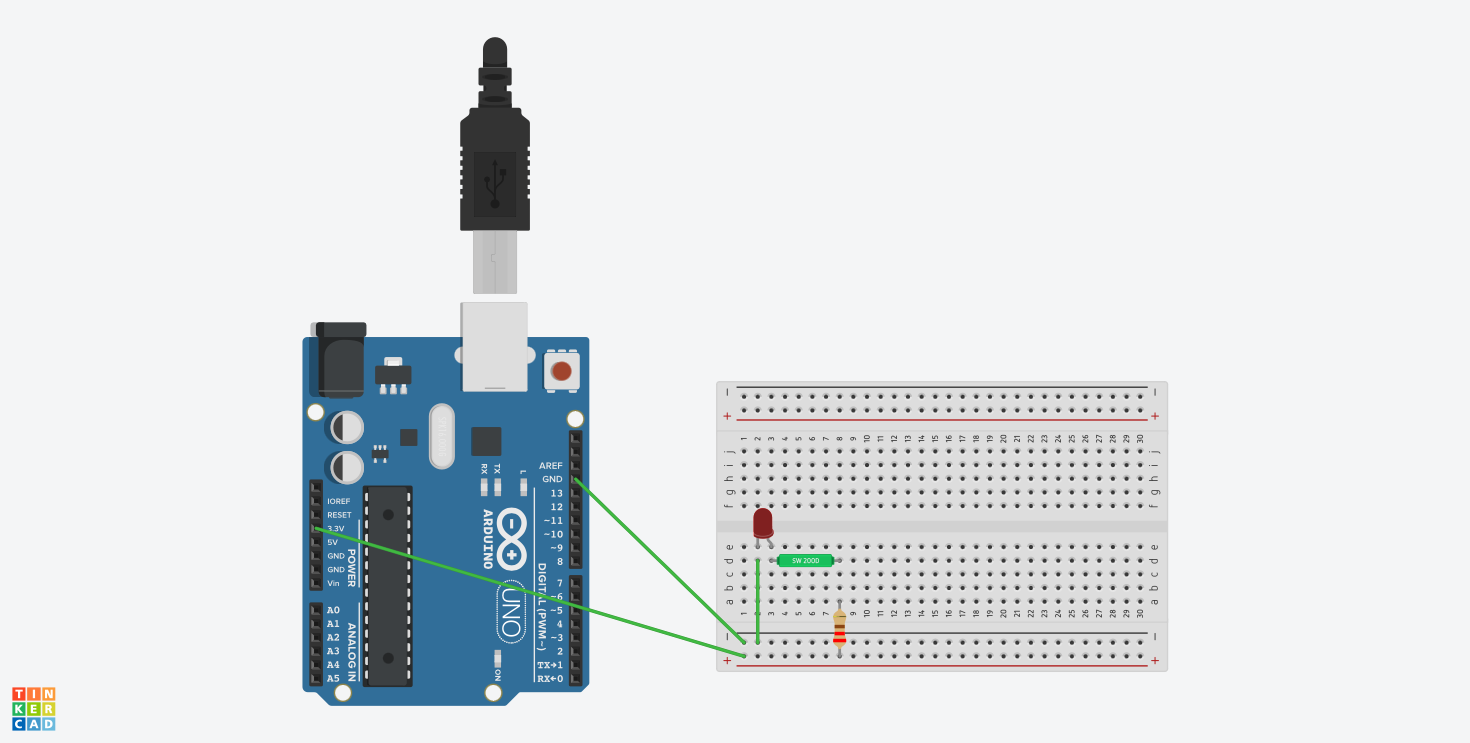 AREF
GND
13
12
~11
~10
~9
8
7
~6
~5
4
~3
2
TX→1
RX←0
DIGITAL (PWM~)
IOREF
RESET
3.3V
5V
GND
GND
Vin
POWER
A0
A1
A2
A3
A4
A5
ANALOG IN
RX
TX
L
ARDUINO
UNO
ON
− −
+ +
1 2 3 4 5 6 7 8 9 10 11 12 13 14 15 16 17 18 19 20 21 22 23 24 25 26 27 28 29 30
j j
i i
h h
g g
f f
e e
d SW 2000 d
c c
b b
a a
1 2 3 4 5 6 7 8 9 10 11 12 13 14 15 16 17 18 19 20 21 22 23 24 25 26 27 28 29 30
− −
+ +
TIN
KER
CAD